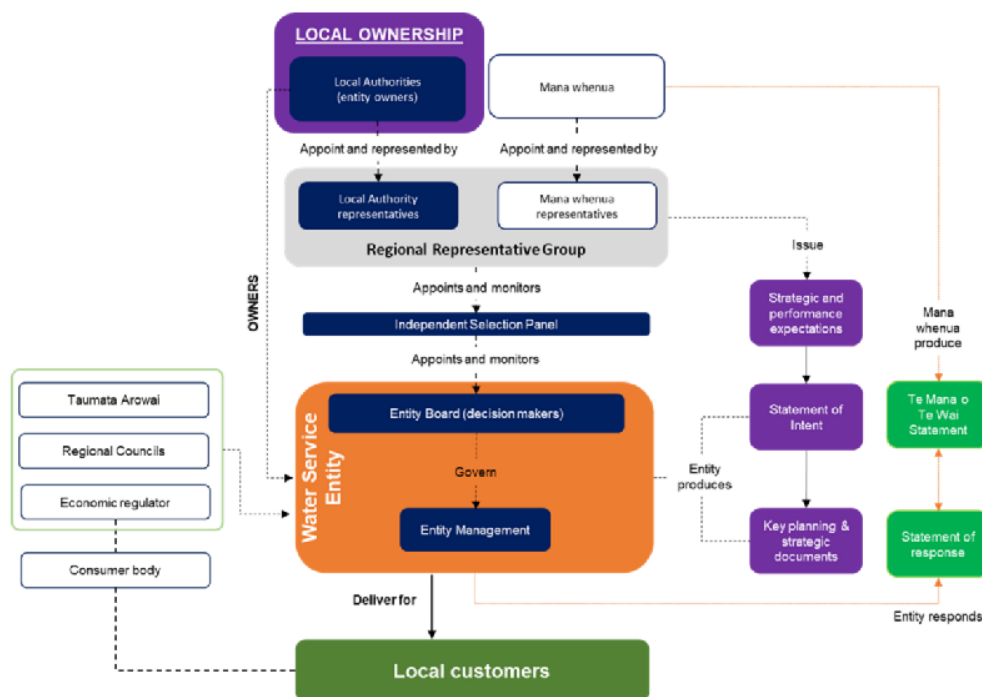 LOCAL OWNERSHIP
Local Authorities
(entity owners)
Mana whenua
Appoint and represented by
Appoint and represented by
Local Authority
representatives
Mana whenua
representatives
Regional Representative Group
Issue
Appoints and monitors
OWNERS
Strategic and
performance
expectations
Mana
whenua
produce
Independent Selection Panel
Appoints and monitors
Taumata Arowai
Regional Councils
Economic regulator
Consumer body
Water Service
Entity
Entity Board (decision makers)
Govern
Entity Management
Entity
produces
Statement of
Intent
Te Mana o
Te Wai
Statement
Key planning &
strategic
documents
Statement of
response
Deliver for
Entity responds
Local customers